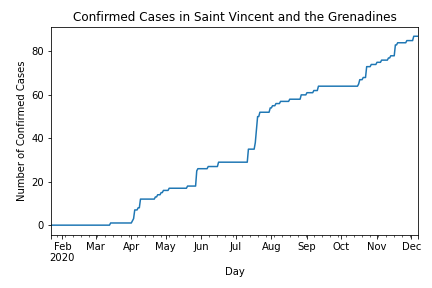 Confirmed Cases in Saint Vincent and the Grenadines
Number of Confirmed Cases
80
60
40
20
0
Feb Mar Apr May Jun Jul Aug Sep Oct Nov Dec
2020
Day